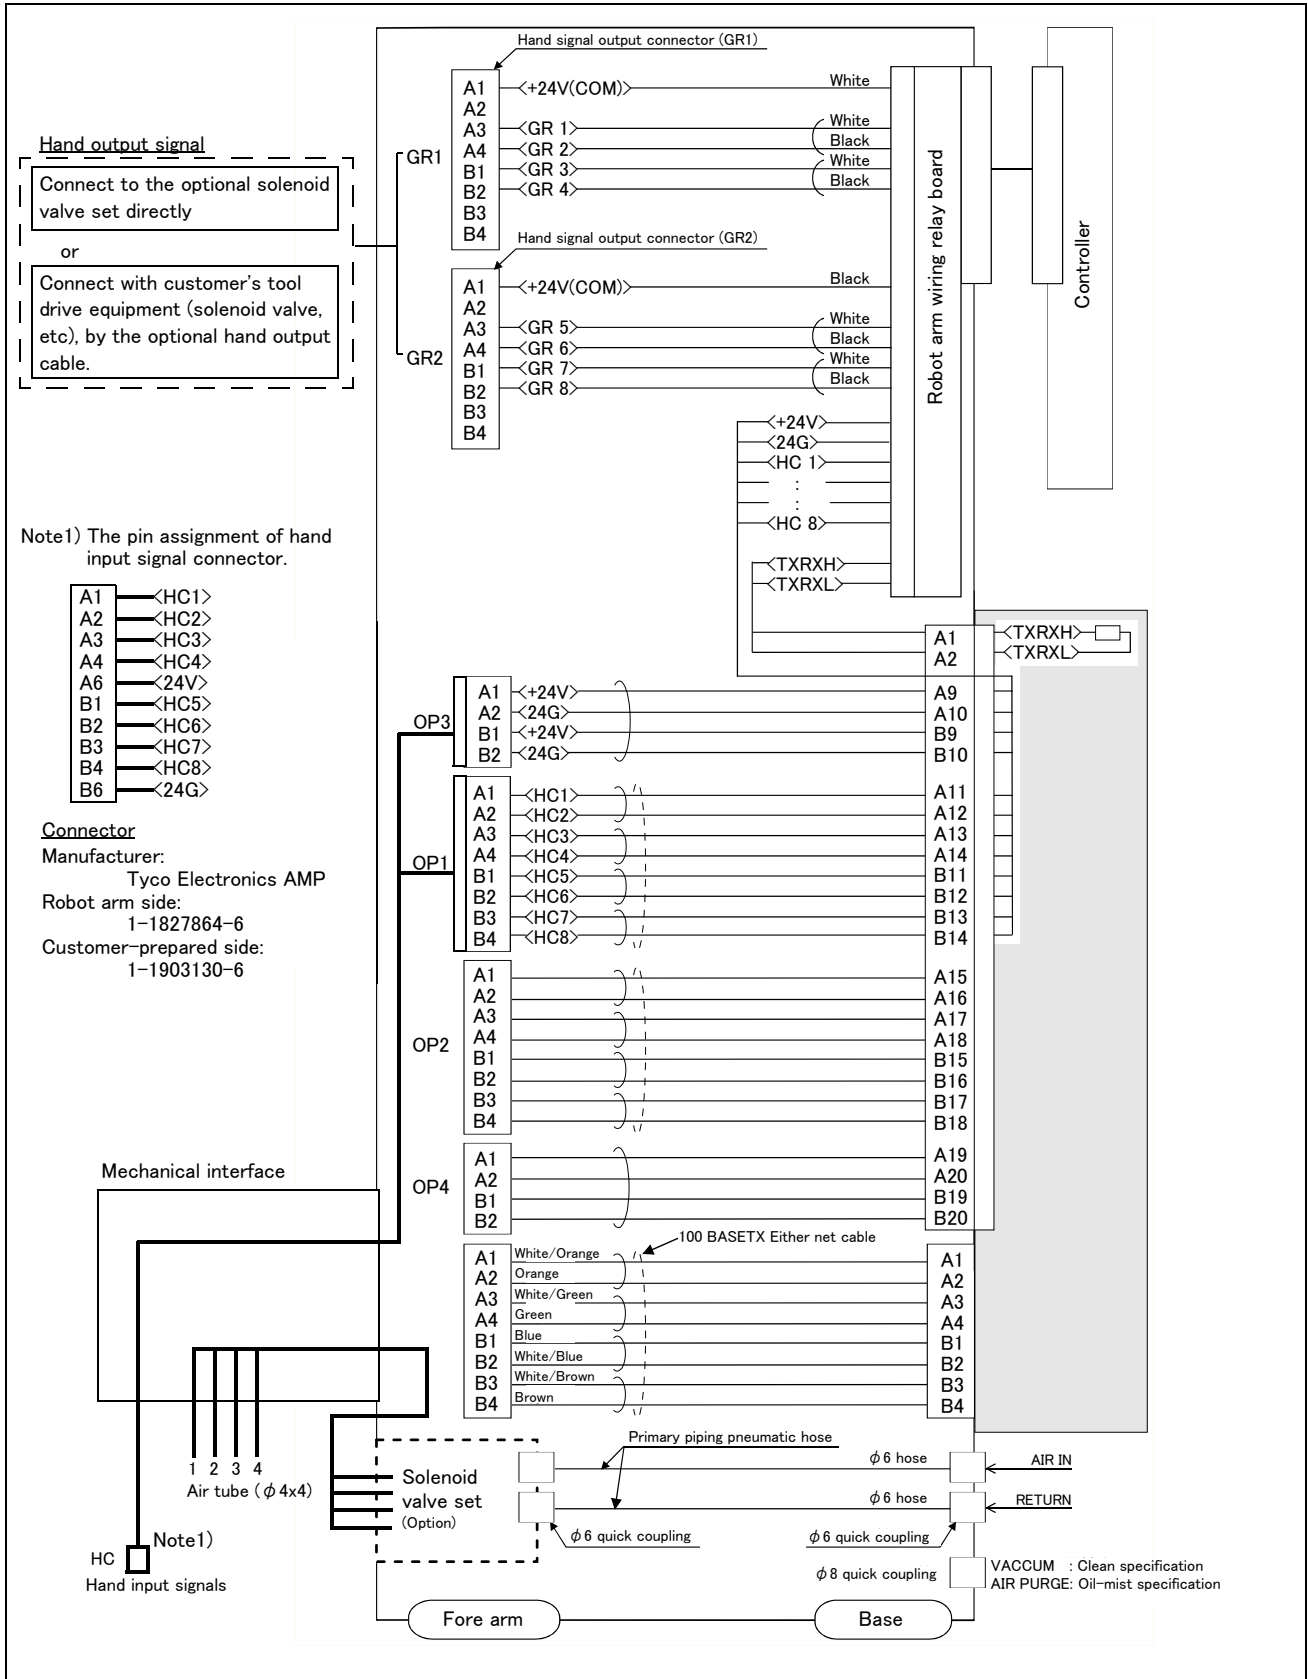 Hand signal output connector (GR1)
A1 <+24V(COM)> White
A2
A3 <GR 1> White
A4 <GR 2> Black
B1 <GR 3> White
B2 <GR 4> Black
B3
B4
GR1
Hand output signal
Connect to the optional solenoid
valve set directly
or
Connect with customer's tool
drive equipment (solenoid valve,
etc), by the optional hand output
cable.
Hand signal output connector (GR2)
A1 <+24V(COM)> Black
A2
A3 <GR 5> White
A4 <GR 6> Black
B1 <GR 7> White
B2 <GR 8> Black
B3
B4
GR2
Robot arm wiring relay board
Controller
<+24V>
<24G>
<HC 1>
:
:
<HC 8>
<TXRXH>
<TXRXL>
Note1) The pin assignment of hand
input signal connector.
A1 <HC1>
A2 <HC2>
A3 <HC3>
A4 <HC4>
A6 <24V>
B1 <HC5>
B2 <HC6>
B3 <HC7>
B4 <HC8>
B6 <24G>
Connector
Manufacturer:
Tyco Electronics AMP
Robot arm side:
1-1827864-6
Customer-prepared side:
1-1903130-6
A1 <TXRXH>
A2 <TXRXL>
OP3
A1 <+24V> A9
A2 <24G> A10
B1 <+24V> B9
B2 <24G> B10
OP1
A1 <HC1> A11
A2 <HC2> A12
A3 <HC3> A13
A4 <HC4> A14
B1 <HC5> B11
B2 <HC6> B12
B3 <HC7> B13
B4 <HC8> B14
OP2
A1 A15
A2 A16
A3 A17
A4 A18
B1 B15
B2 B16
B3 B17
B4 B18
OP4
A1 A19
A2 A20
B1 B19
B2 B20
100 BASETX Either net cable
A1 White/Orange A1
A2 Orange A2
A3 White/Green A3
A4 Green A4
B1 Blue B1
B2 White/Blue B2
B3 White/Brown B3
B4 Brown B4
Mechanical interface
1 2 3 4
Air tube (φ4x4)
Note1)
HC
Hand input signals
Solenoid
valve set
(Option)
Primary piping pneumatic hose
φ6 hose AIR IN
φ6 hose RETURN
φ6 quick coupling φ6 quick coupling
φ8 quick coupling
VACCUM : Clean specification
AIR PURGE: Oil-mist specification
Fore arm Base